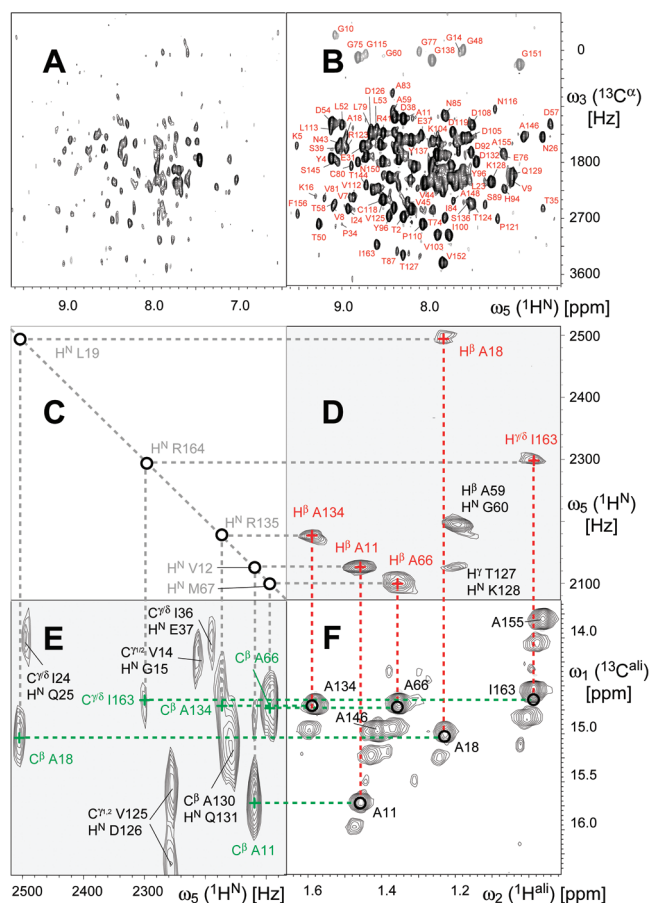 A
B
G10
G75
G115
G60
G77
G138
G14
G48
G151
0
ω3 (13Cα)
[Hz]
1800
2700
3600
D126
L53
A83
A59
D38
A11
E37
N85
N116
D54
L52
A18
L79
R41
R123
K104
D119
D108
D105
D57
L113
N43
S39
Y4
E31
Y137
D92
D132
A155
A146
N26
K5
S145
C80
N150
T144
Y96
K128
E76
Q129
K16
V81
V112
V7
V44
L23
A148
S89
H94
V9
F156
T58
V8
I24
C118
V45
I84
T35
V125
Y96
T2
T74
S136
T124
P121
T50
P34
P110
I100
I163
V103
T87
T127
V152
9.0
8.0
7.0
9.0
8.0
ω5 (1HN) [ppm]
C
D
HN L19
HN R164
HN R135
HN V12
HN M67
Hβ A18
Hγ/δ I163
Hβ A134
Hβ A59
HN G60
Hβ A11
Hβ A66
Hγ T127
HN K128
2500
2400
2300
2100
ω5 (1HN)
[Hz]
E
F
Cγ/δ I36
HN E37
Cγ1/2 V14
HN G15
Cγ/δ I24
HN Q25
Cβ A66
Cγ/δ I163
Cβ A134
Cβ A18
Cβ A130
HN Q131
Cγ1,2 V125
HN D126
Cβ A11
A155
A134
A66
I163
A146
A18
A11
14.0
ω1 (13Cali)
[ppm]
15.0
15.5
16.0
2500
2300
ω5 (1HN) [Hz]
1.6
1.4
1.2
ω2 (1Hali) [ppm]